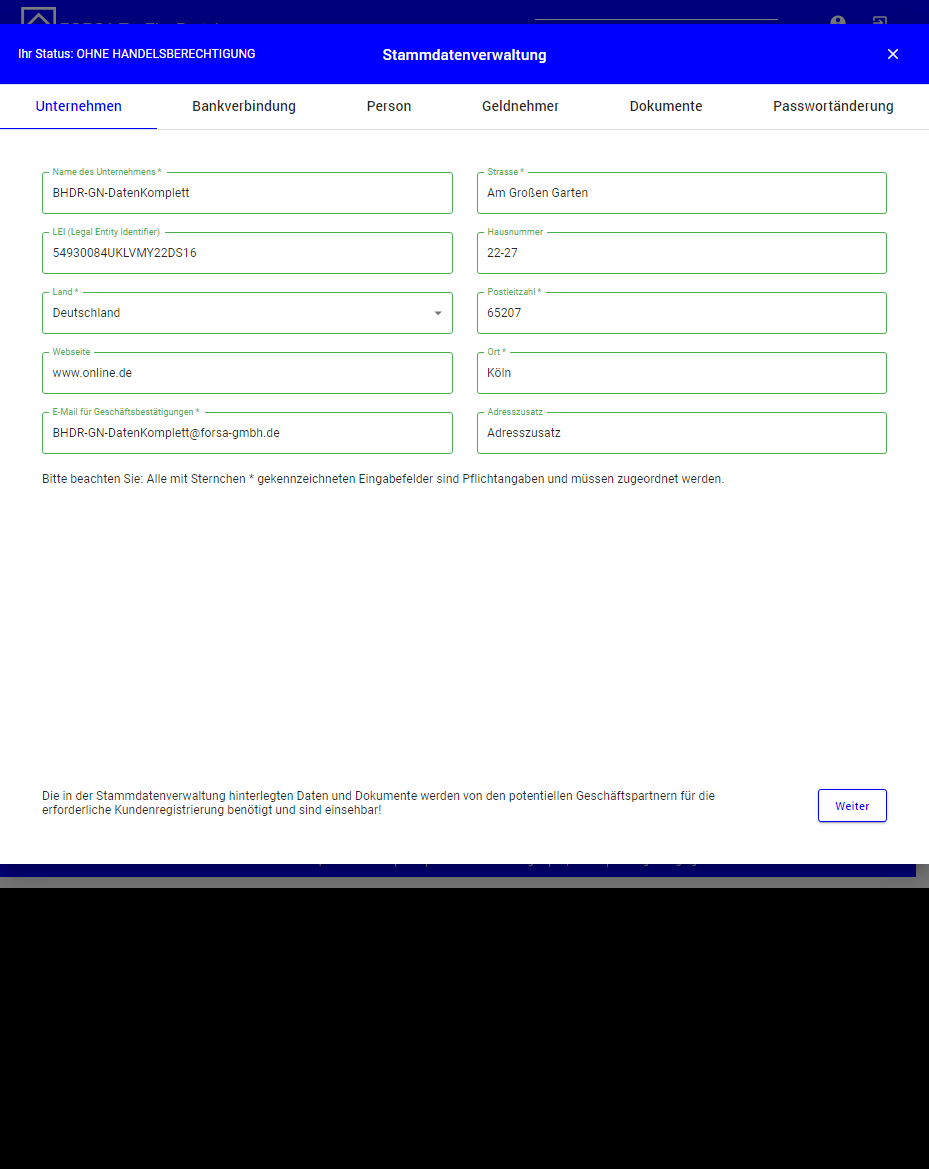 Ihr Status: OHNE HANDELSBERECHTIGUNG
Stammdatenverwaltung
Unternehmen Bankverbindung Person Geldnehmer Dokumente Passwortänderung
Name des Unternehmens *
BHDR-GN-DatenKomplett
Strasse *
Am Großen Garten
LEI (Legal Entity Identifier)
54930084UKLVMY22DS16
Hausnummer
22-27
Land *
Deutschland
Postleitzahl *
65207
Webseite
www.online.de
Ort *
Köln
E-Mail für Geschäftsbestätigungen *
BHDR-GN-DatenKomplett@forsa-gmbh.de
Adresszusatz
Adresszusatz
Bitte beachten Sie: Alle mit Sternchen * gekennzeichneten Eingabefelder sind Pflichtangaben und müssen zugeordnet werden.
Die in der Stammdatenverwaltung hinterlegten Daten und Dokumente werden von den potentiellen Geschäftspartnern für die
erforderliche Kundenregistrierung benötigt und sind einsehbar!
Weiter